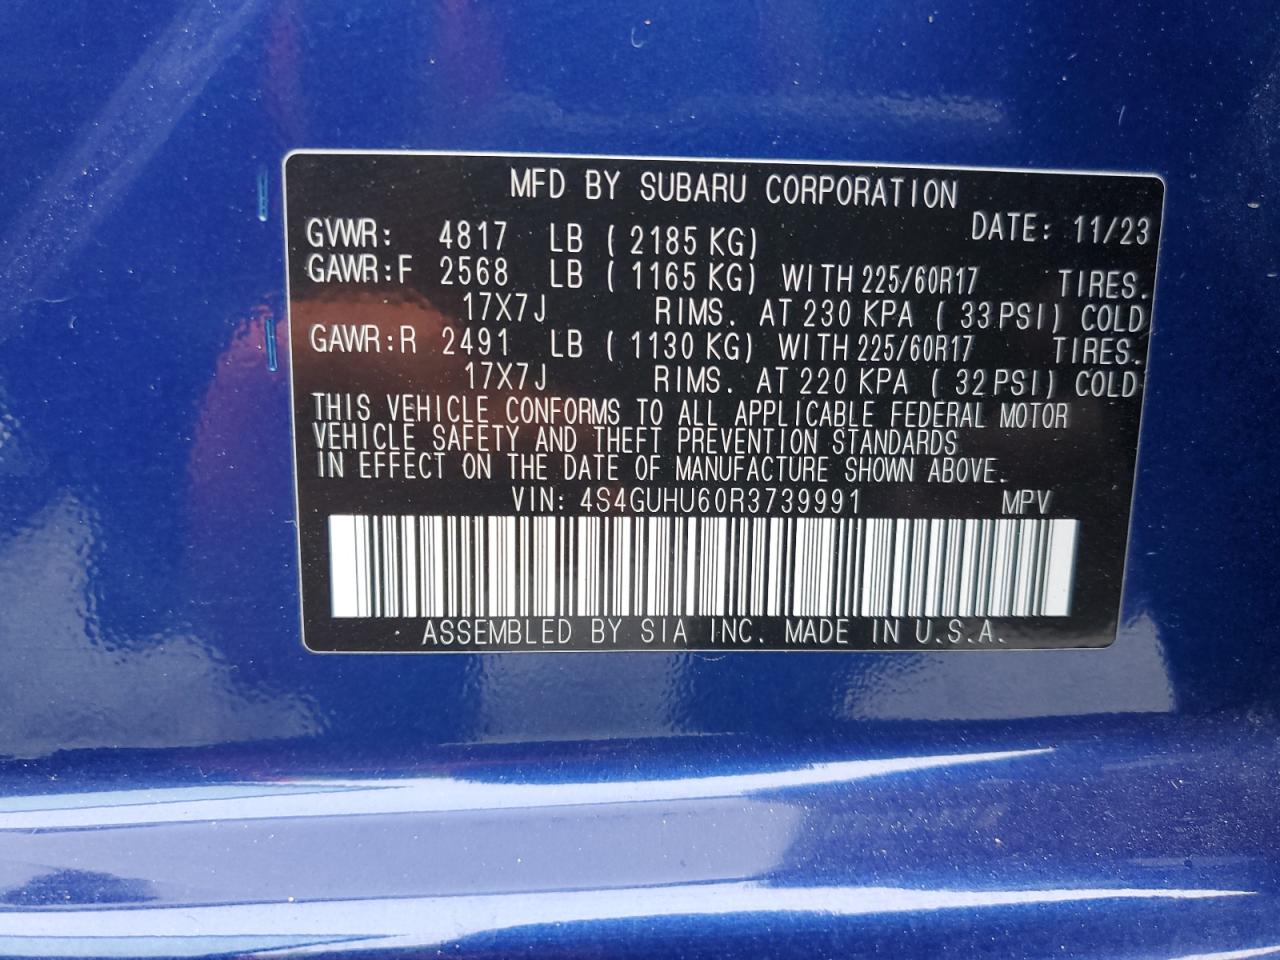 MFD BY SUBARU CORPORATION
DATE: 11/23
GVWR: 4817 LB ( 2185 KG)
GAWR:F 2568 LB ( 1165 KG) WITH 225/60R17 TIRES.
17X7J RIMS. AT 230 KPA ( 33 PSI) COLD
GAWR:R 2491 LB ( 1130 KG) WITH 225/60R17 TIRES.
17X7J RIMS. AT 220 KPA ( 32 PSI) COLD
THIS VEHICLE CONFORMS TO ALL APPLICABLE FEDERAL MOTOR
VEHICLE SAFETY AND THEFT PREVENTION STANDARDS
IN EFFECT ON THE DATE OF MANUFACTURE SHOWN ABOVE.
VIN: 4S4GUHU60R3739991 MPV
ASSEMBLED BY SIA INC. MADE IN U.S.A.